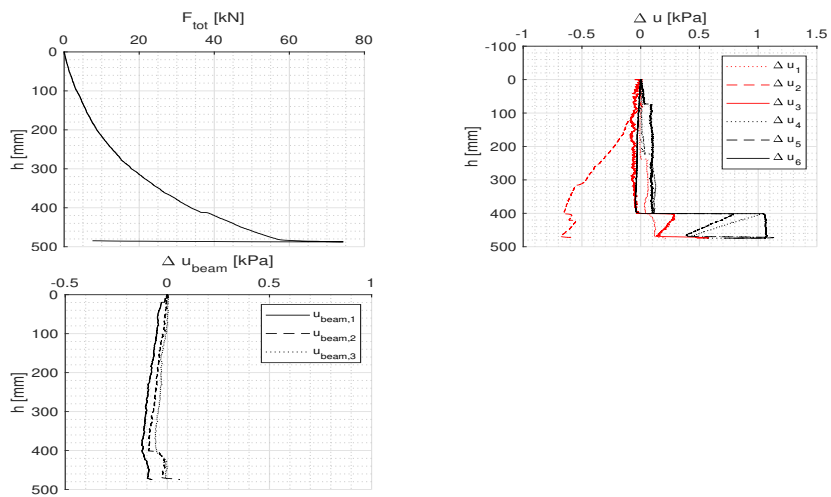 F_tot [kN]
0 20 40 60 80
0
100
200
300
400
500
h [mm]
Δ u [kPa]
-1 -0.5 0 0.5 1 1.5
-100
0
100
200
300
400
500
h [mm]
Δ u_1
Δ u_2
Δ u_3
Δ u_4
Δ u_5
Δ u_6
Δ u_beam [kPa]
-0.5 0 0.5 1
0
100
200
300
400
500
h [mm]
u_beam,1
u_beam,2
u_beam,3